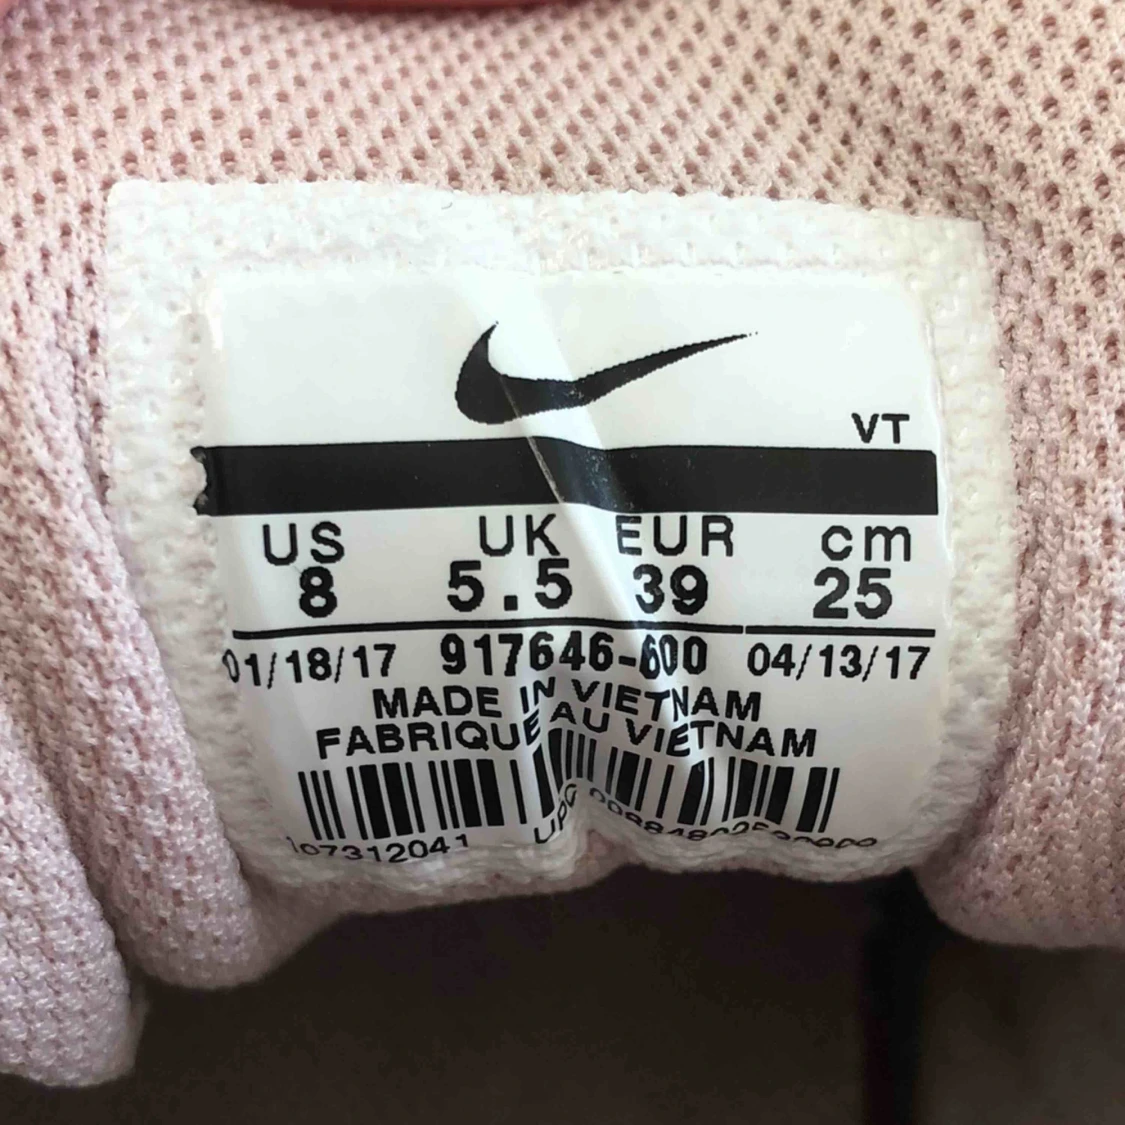 VT
US UK EUR cm
8 5.5 39 25
01/18/17 917646-600 04/13/17
MADE IN VIETNAM
FABRIQUE AU VIETNAM
UPC